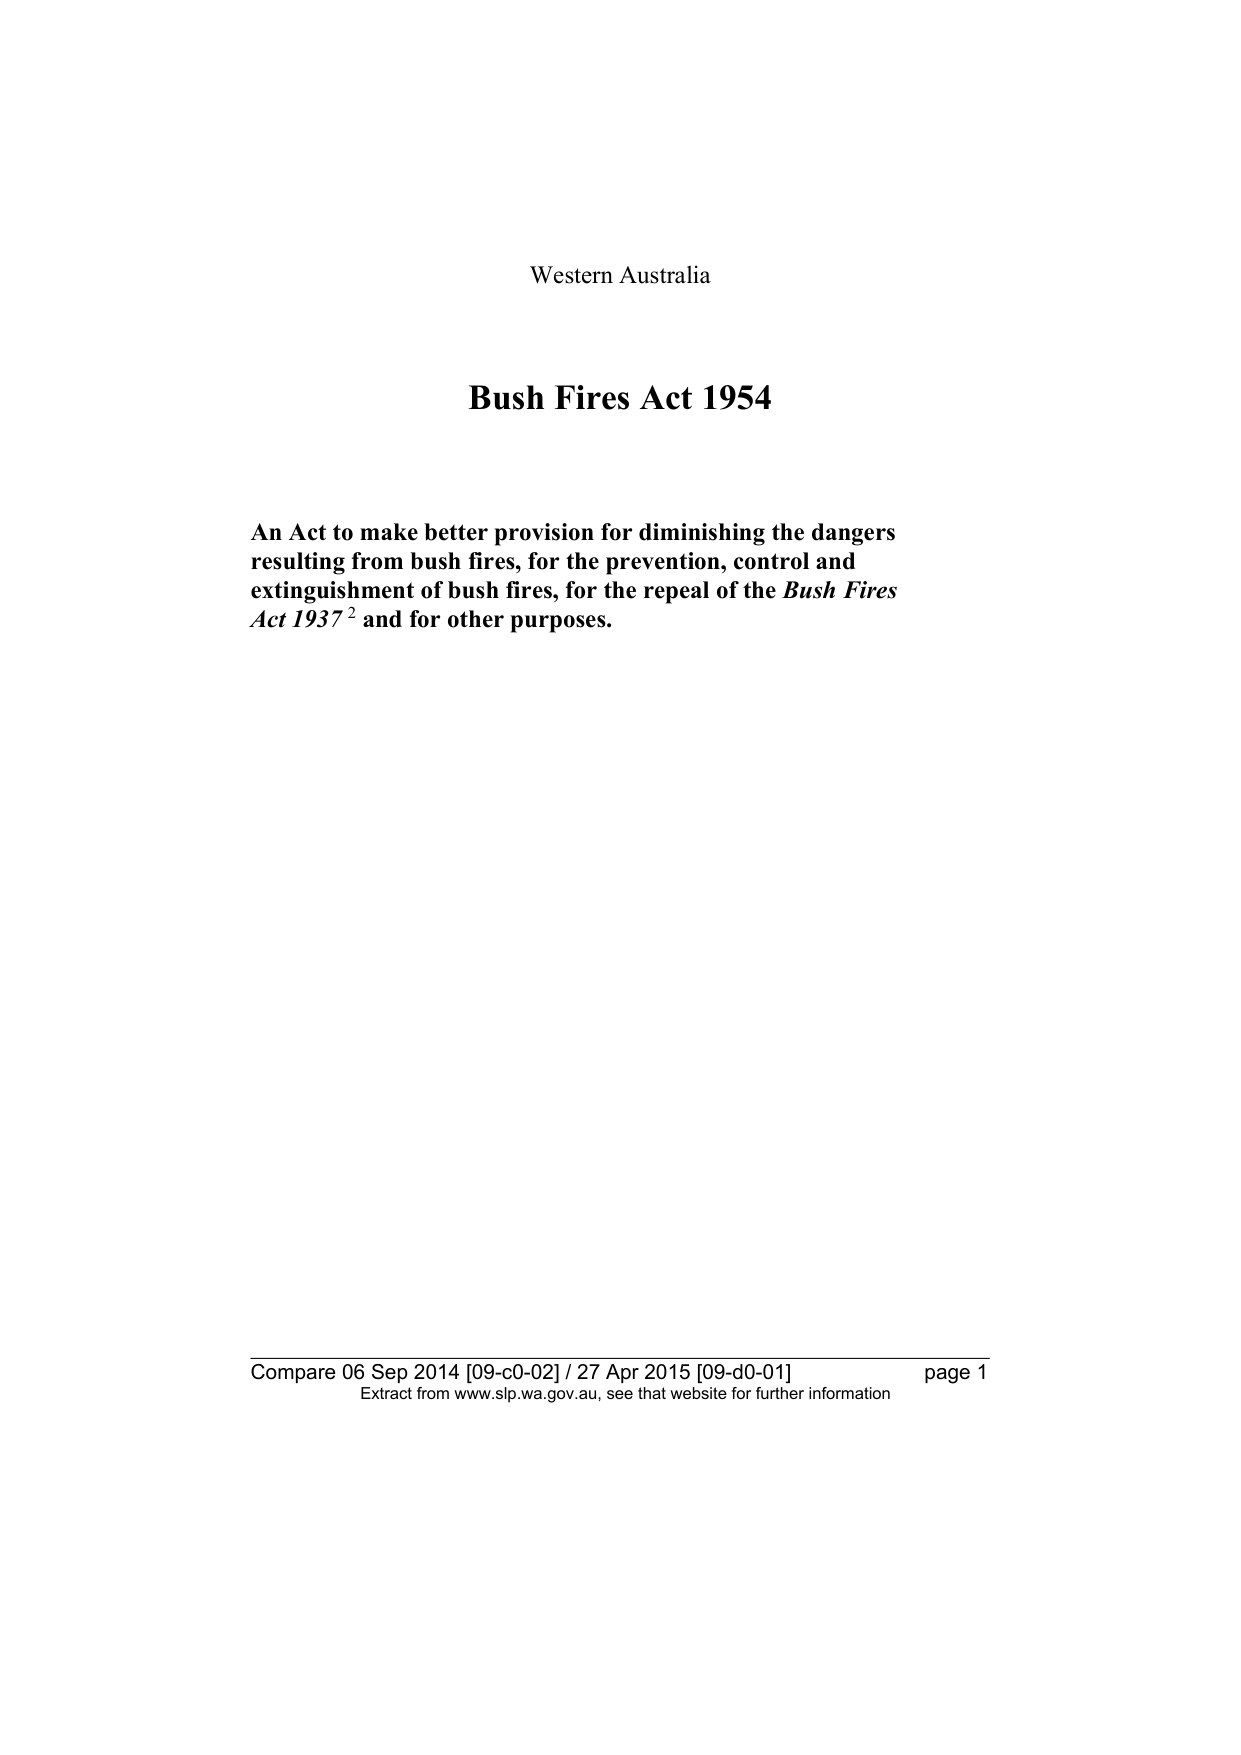 Western Australia
Bush Fires Act 1954
An Act to make better provision for diminishing the dangers
resulting from bush fires, for the prevention, control and
extinguishment of bush fires, for the repeal of the Bush Fires
Act 1937 2 and for other purposes.
Compare 06 Sep 2014 [09-c0-02] / 27 Apr 2015 [09-d0-01] page 1
Extract from www.slp.wa.gov.au, see that website for further information